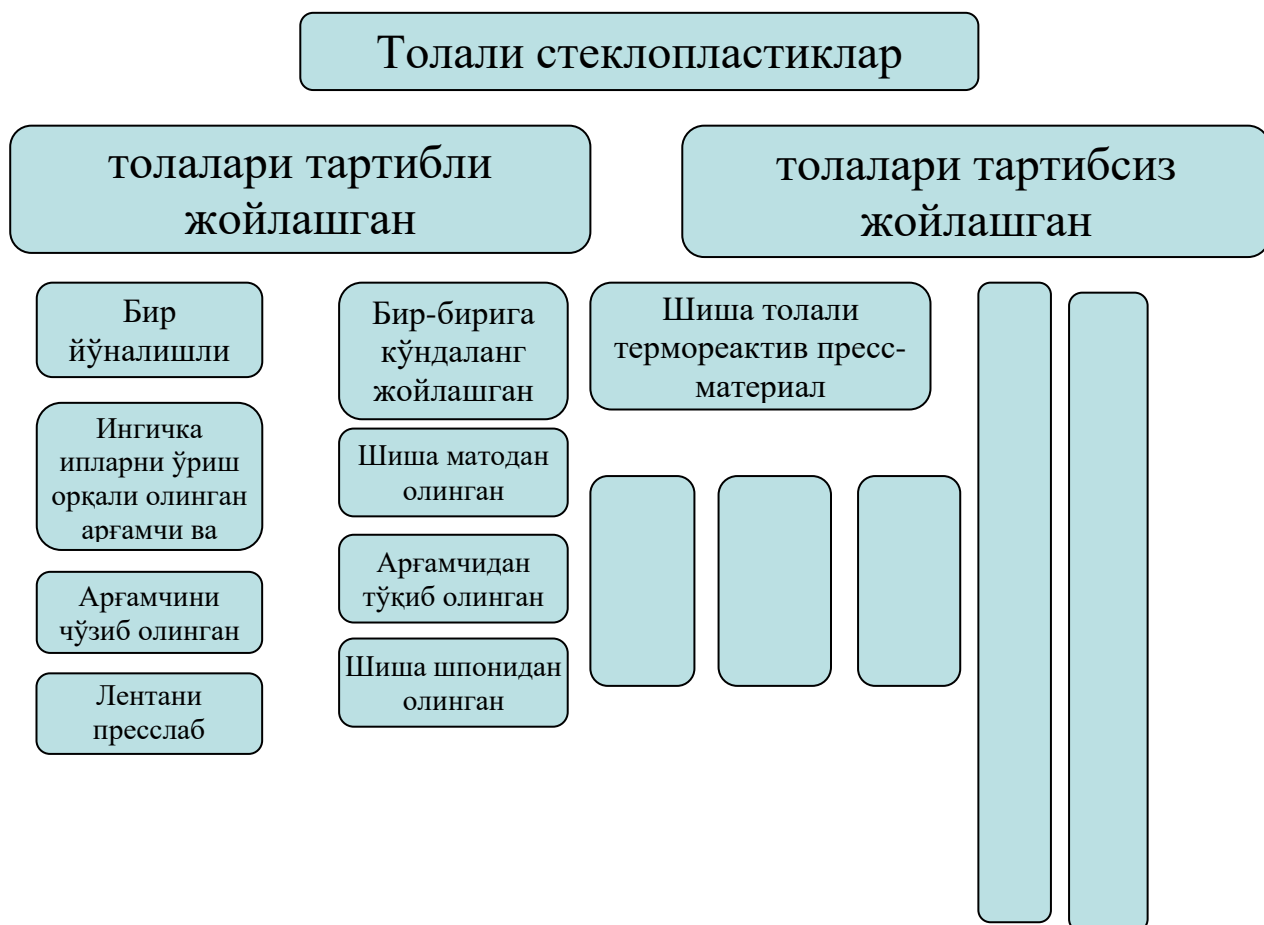 Толали стеклопластиклар
толалари тартибли
жойлашган
толалари тартибсиз
жойлашган
Бир
йўналишли
Ингичка
ипларни ўриш
орқали олинган
арғамчи ва
Арғамчини
чўзиб олинган
Лентани
пресслаб
Бир-бирига
кўндаланг
жойлашган
Шиша матодан
олинган
Арғамчидан
тўқиб олинган
Шиша шпонидан
олинган
Шиша толали
термореактив пресс-
материал